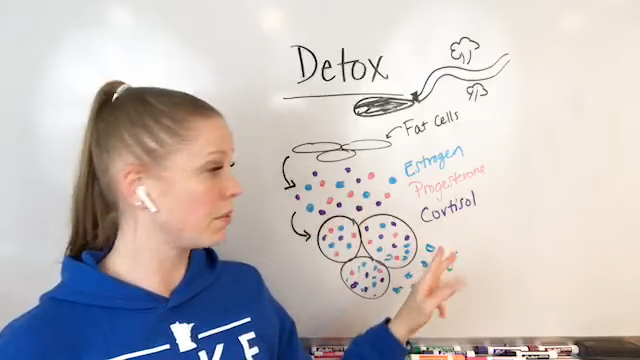 Detox
Fat Cells
Estrogen
Progesterone
Cortisol